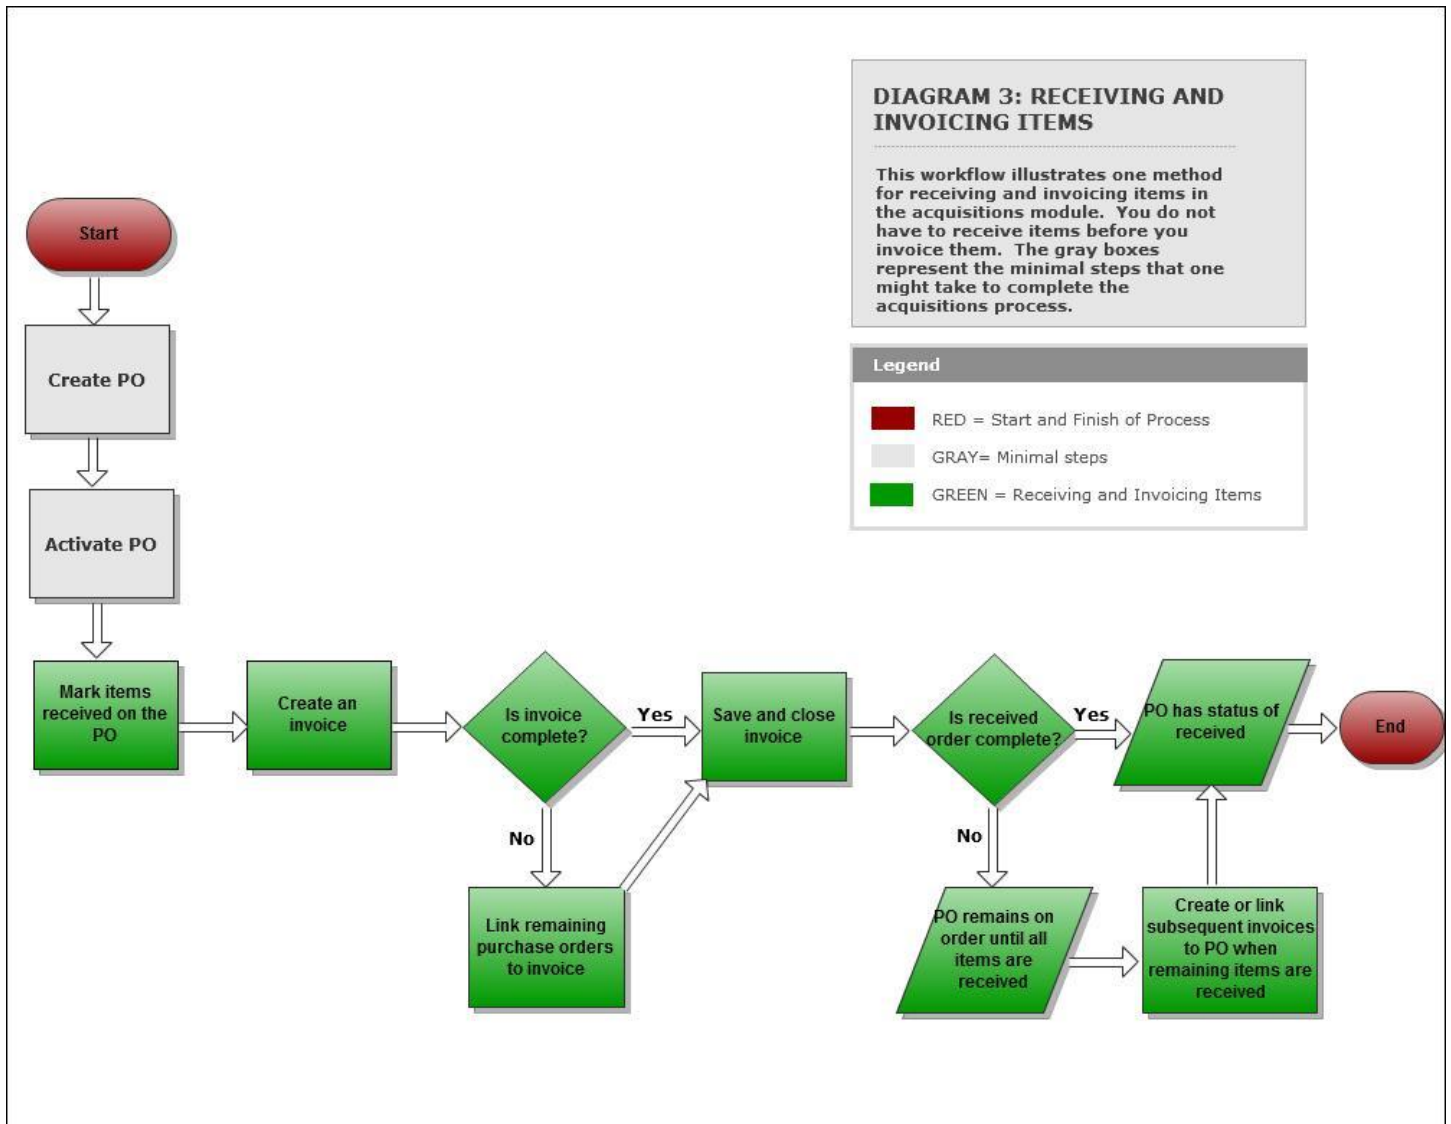 DIAGRAM 3: RECEIVING AND
INVOICING ITEMS
This workflow illustrates one method
for receiving and invoicing items in
the acquisitions module.  You do not
have to receive items before you
invoice them.  The gray boxes
represent the minimal steps that one
might take to complete the
acquisitions process.
Legend
RED = Start and Finish of Process
GRAY= Minimal steps
GREEN = Receiving and Invoicing Items
Start
Create PO
Activate PO
Mark items
received on the
PO
Create an
invoice
Is invoice
complete?
Yes
No
Link remaining
purchase orders
to invoice
Save and close
invoice
Is received
order complete?
Yes
No
PO remains on
order until all
items are
received
Create or link
subsequent invoices
to PO when
remaining items are
received
PO has status of
received
End